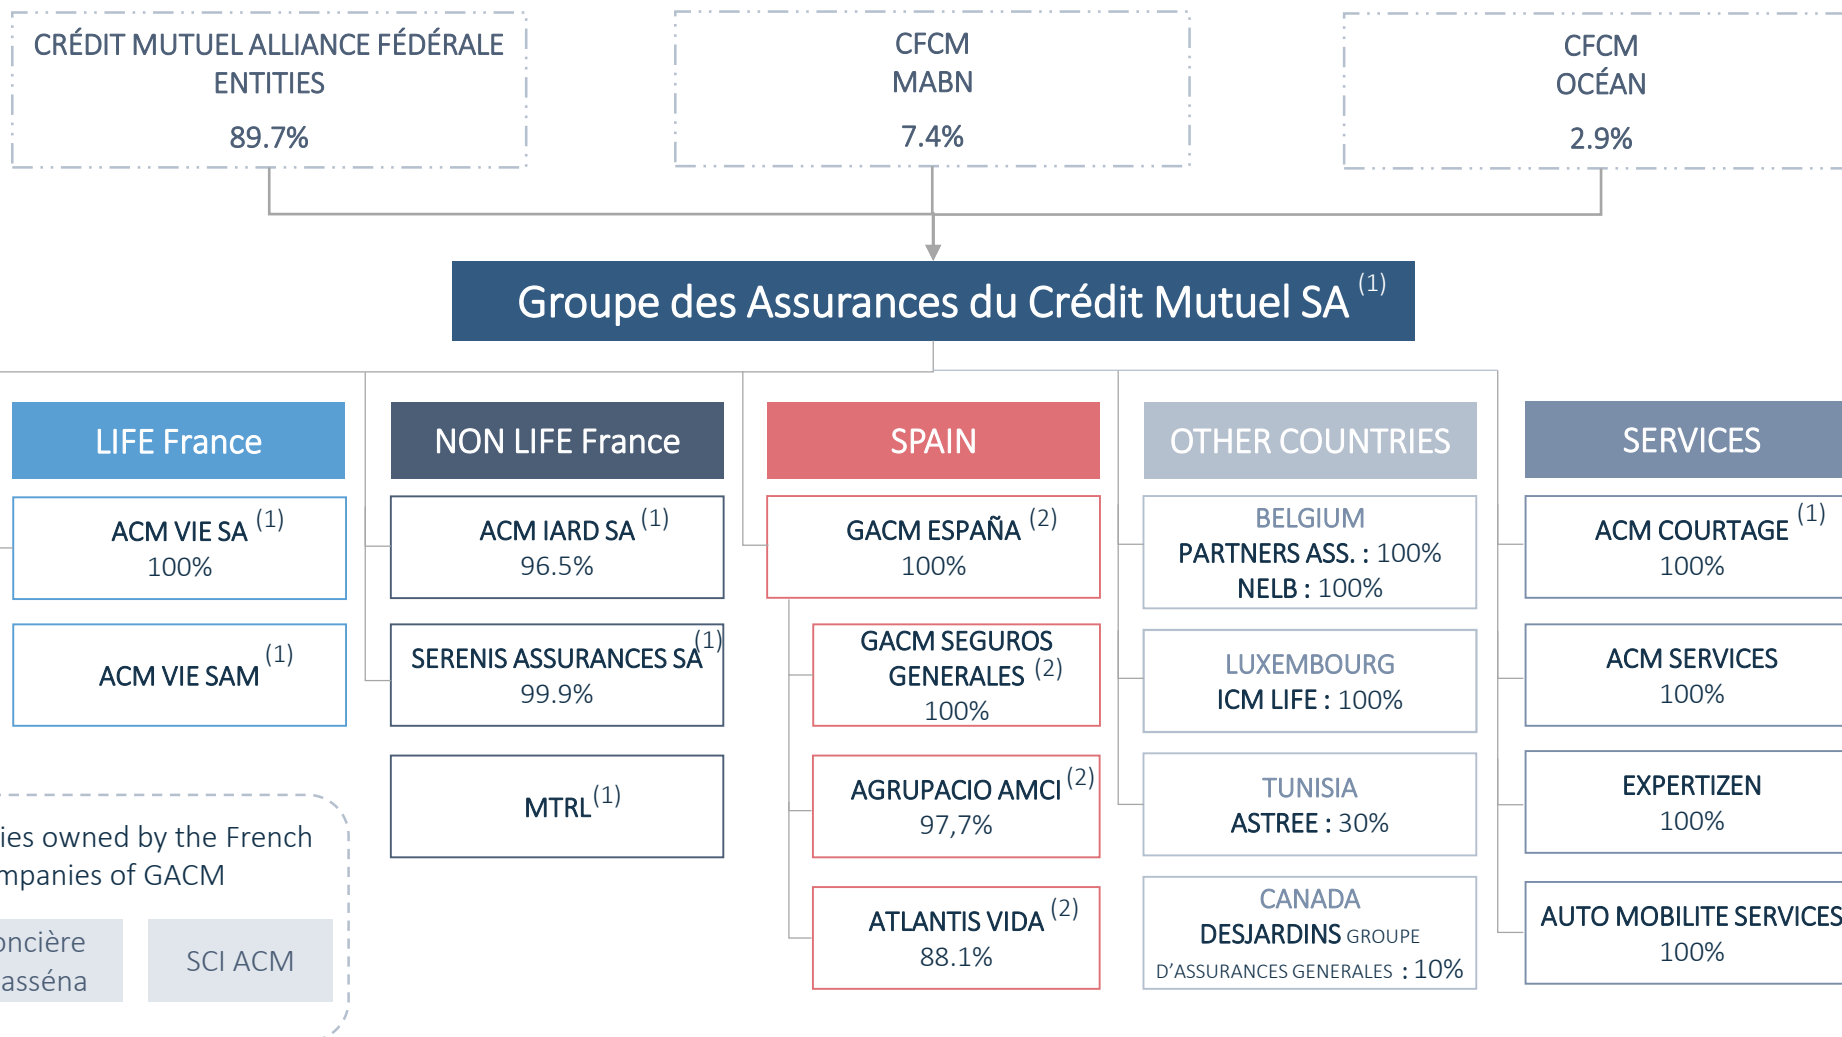 CRÉDIT MUTUEL ALLIANCE FÉDÉRALE
ENTITIES
89.7%
CFCM
MABN
7.4%
CFCM
OCÉAN
2.9%
Groupe des Assurances du Crédit Mutuel SA (1)
LIFE France
ACM VIE SA (1)
100%
ACM VIE SAM (1)
NON LIFE France
ACM IARD SA (1)
96.5%
SERENIS ASSURANCES SA (1)
99.9%
MTRL (1)
SPAIN
GACM ESPAÑA (2)
100%
GACM SEGUROS
GENERALES (2)
100%
AGRUPACIO AMCI (2)
97,7%
ATLANTIS VIDA (2)
88.1%
OTHER COUNTRIES
BELGIUM
PARTNERS ASS. : 100%
NELB : 100%
LUXEMBOURG
ICM LIFE : 100%
TUNISIA
ASTREE : 30%
CANADA
DESJARDINS GROUPE
D'ASSURANCES GENERALES : 10%
SERVICES
ACM COURTAGE (1)
100%
ACM SERVICES
100%
EXPERTIZEN
100%
AUTO MOBILITE SERVICES
100%
ies owned by the French
mpanies of GACM
oncière
asséna
SCI ACM